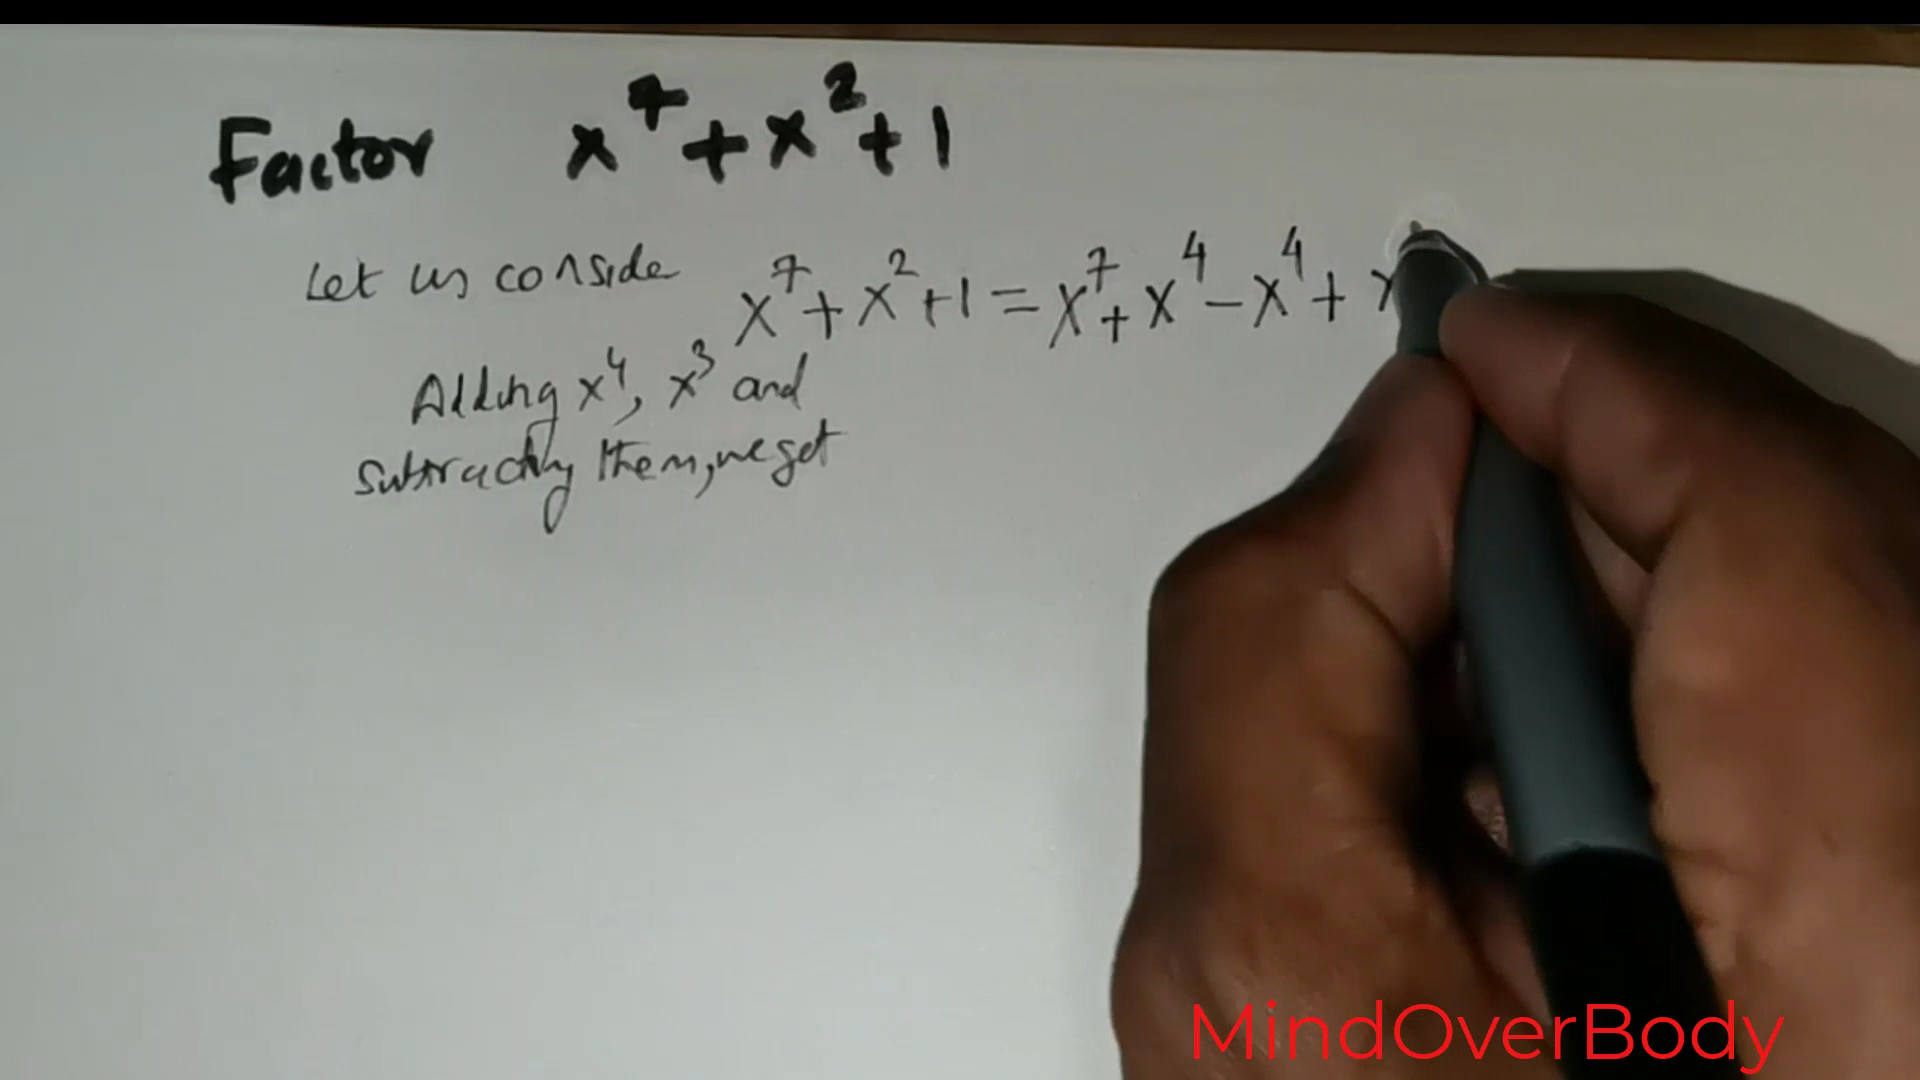 Factor x⁷+x²+1
Let us conside x⁷+x²+1=x⁷+x⁴-x⁴+x
Adding x⁴, x³ and
subtracting them, we get
MindOverBody